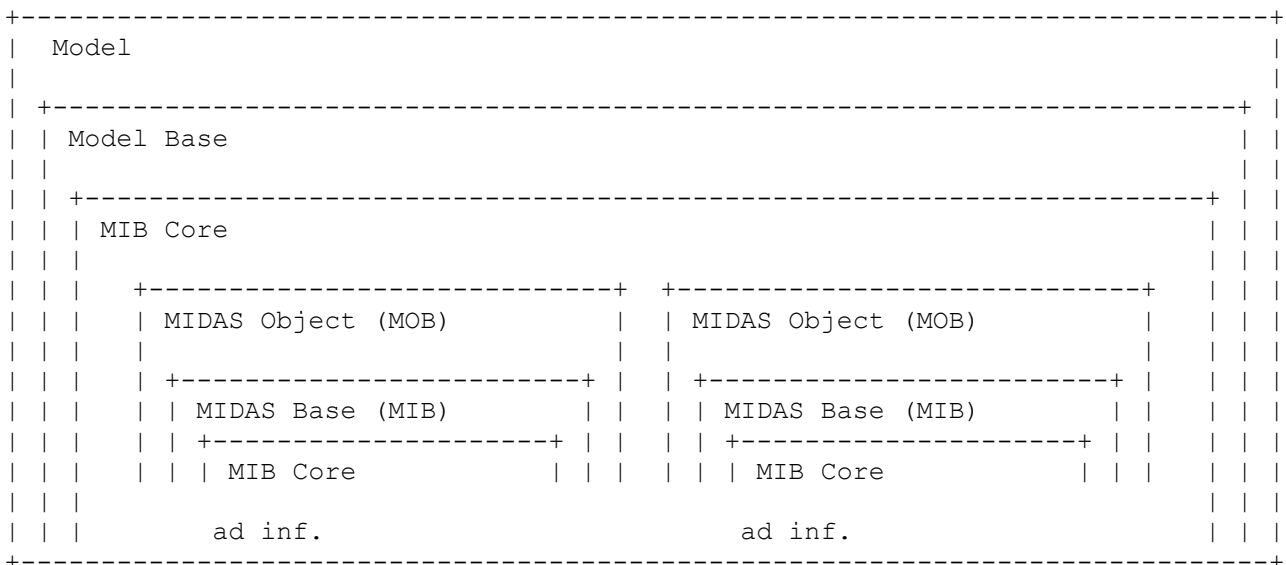 Model
Model Base
MIB Core
MIDAS Object (MOB) MIDAS Object (MOB)
MIDAS Base (MIB) MIDAS Base (MIB)
MIB Core MIB Core
ad inf. ad inf.